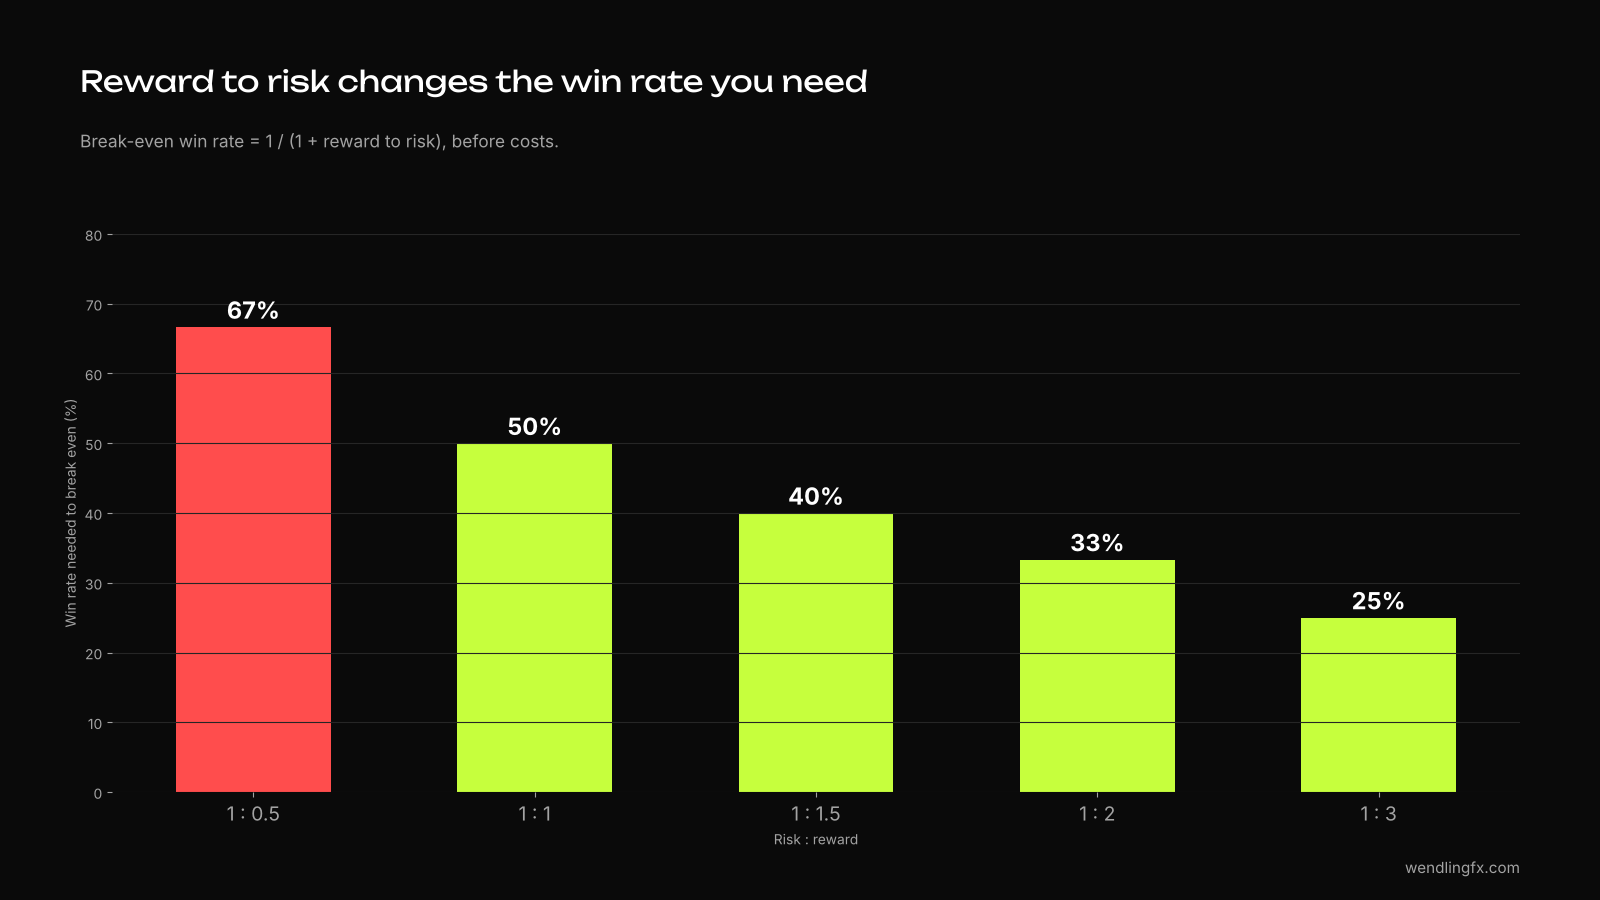 Reward to risk changes the win rate you need
Break-even win rate = 1 / (1 + reward to risk), before costs.
80
70
60
50
40
30
20
10
0
Win rate needed to break even (%)
67%
50%
40%
33%
25%
1 : 0.5
1 : 1
1 : 1.5
1 : 2
1 : 3
Risk : reward
wendlingfx.com